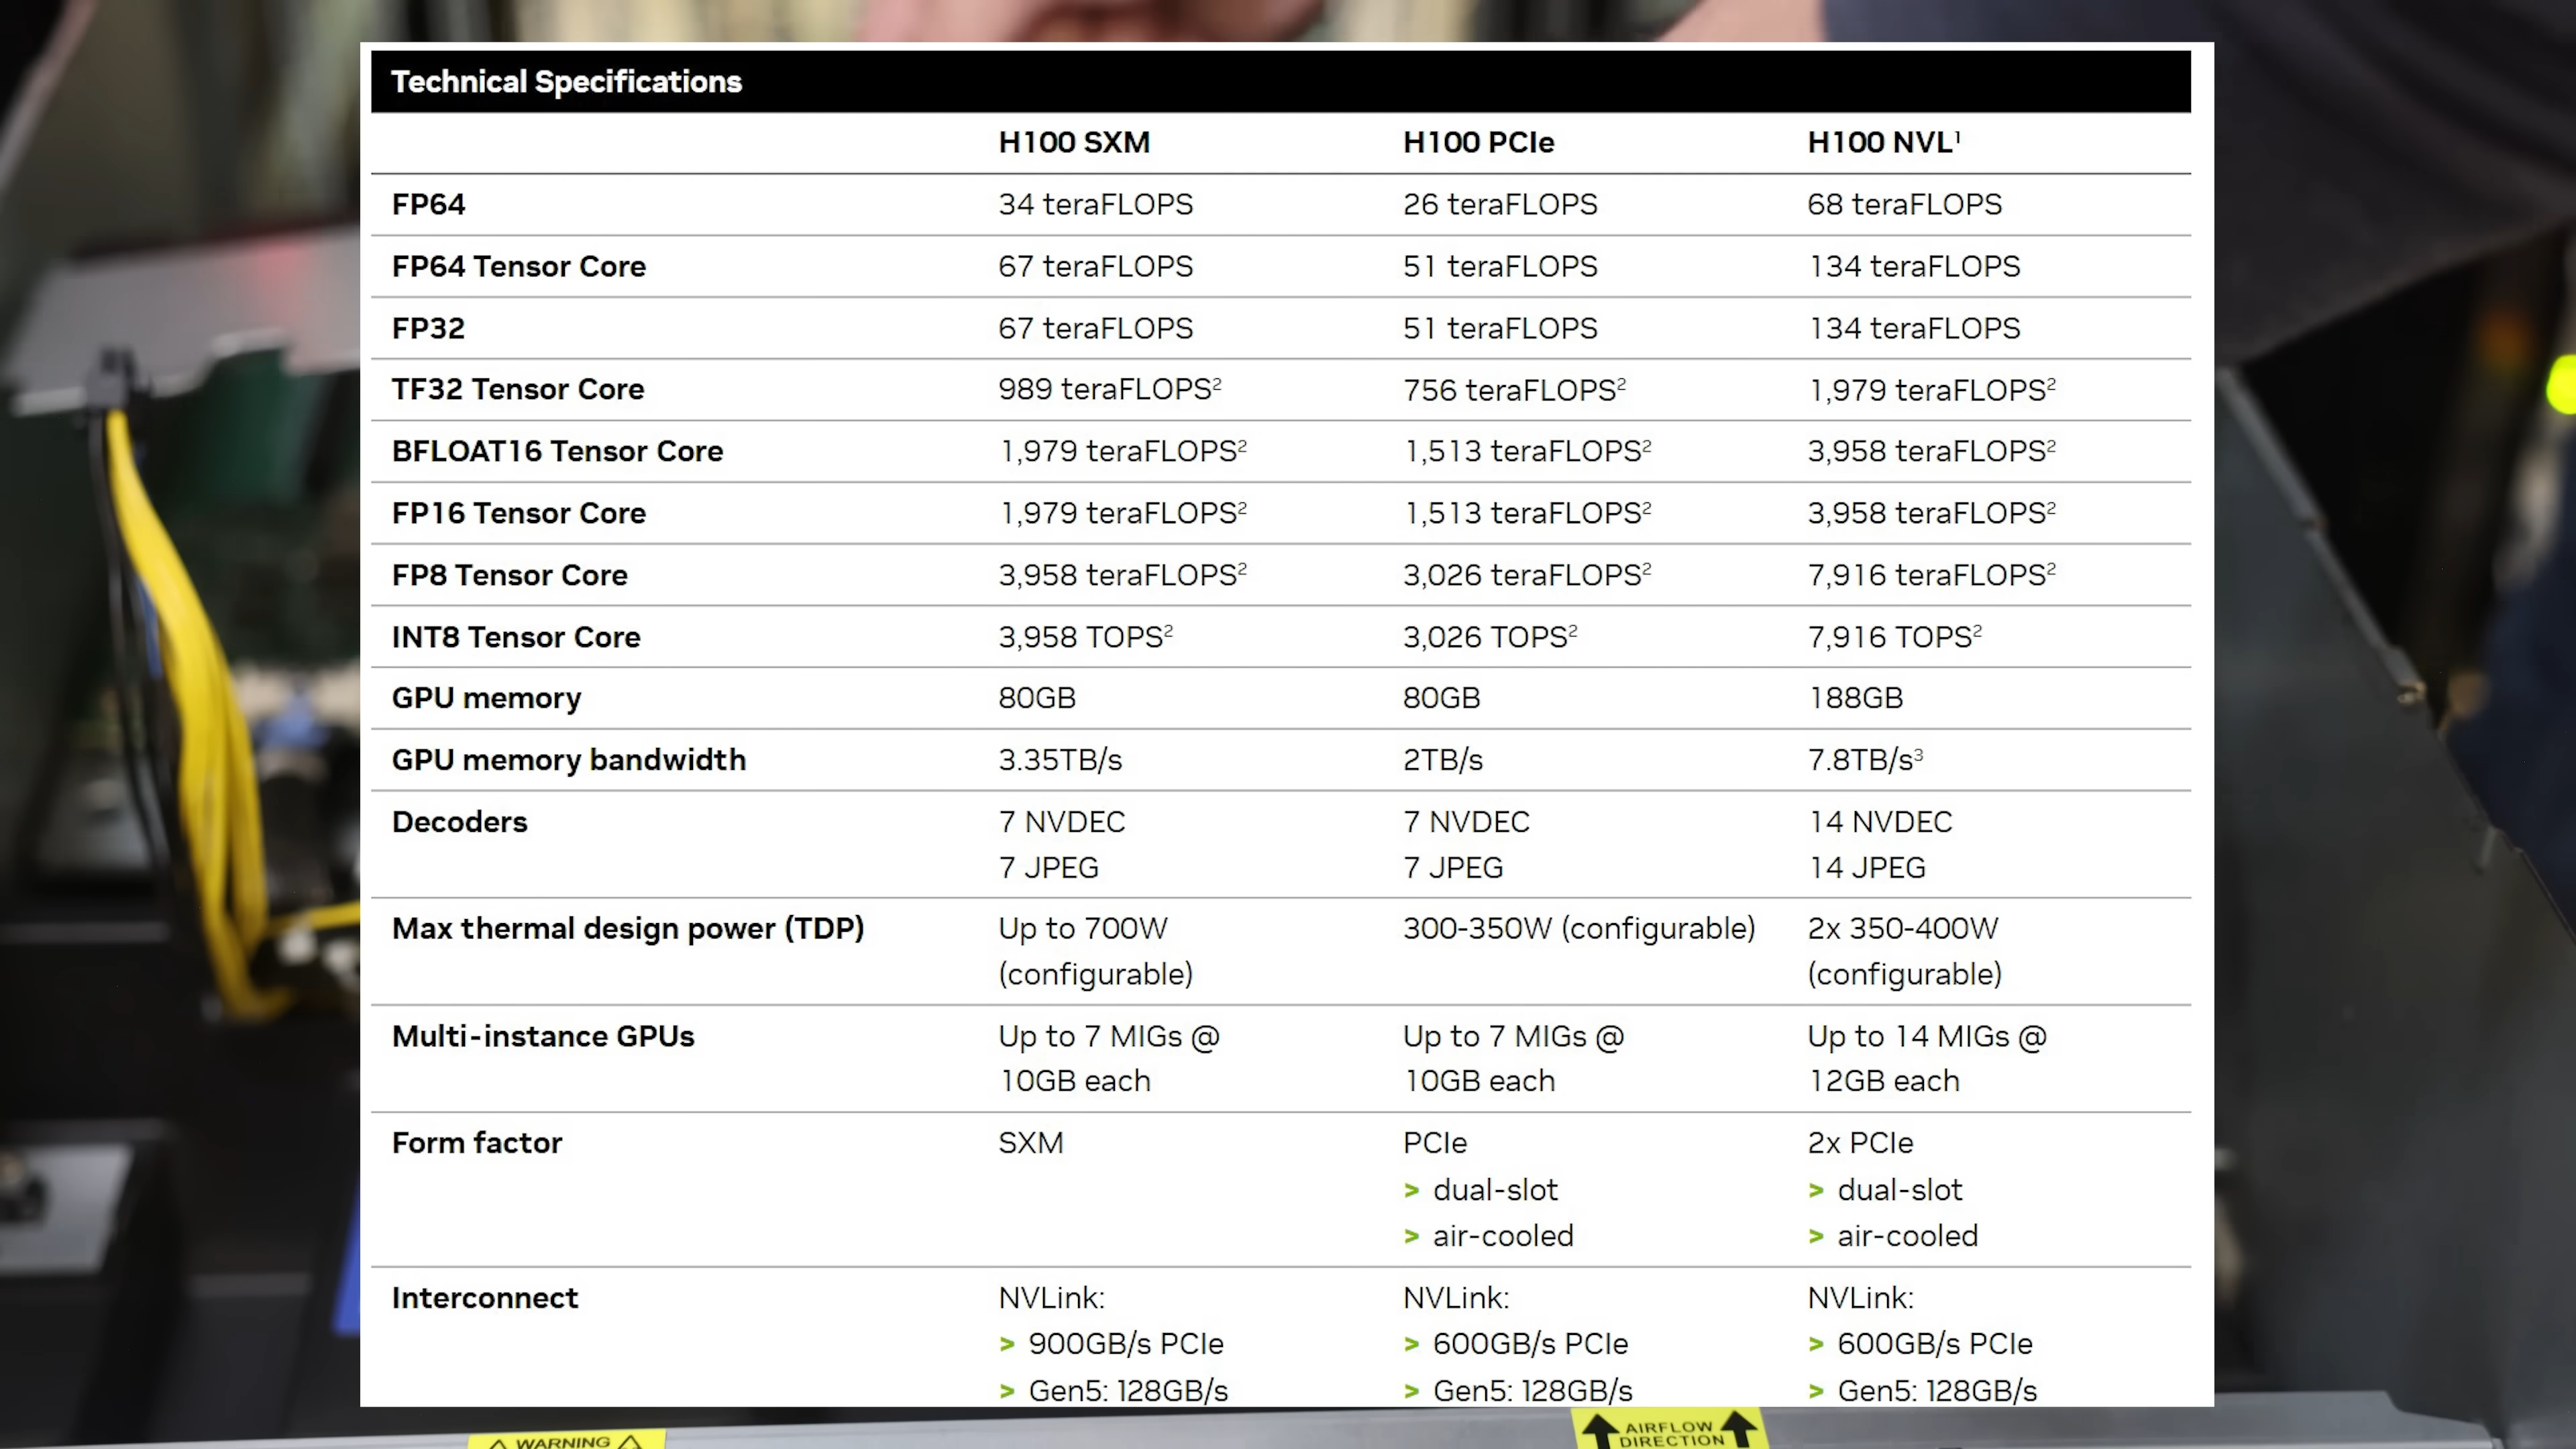 Technical Specifications
H100 SXM H100 PCIe H100 NVL¹
FP64 34 teraFLOPS 26 teraFLOPS 68 teraFLOPS
FP64 Tensor Core 67 teraFLOPS 51 teraFLOPS 134 teraFLOPS
FP32 67 teraFLOPS 51 teraFLOPS 134 teraFLOPS
TF32 Tensor Core 989 teraFLOPS² 756 teraFLOPS² 1,979 teraFLOPS²
BFLOAT16 Tensor Core 1,979 teraFLOPS² 1,513 teraFLOPS² 3,958 teraFLOPS²
FP16 Tensor Core 1,979 teraFLOPS² 1,513 teraFLOPS² 3,958 teraFLOPS²
FP8 Tensor Core 3,958 teraFLOPS² 3,026 teraFLOPS² 7,916 teraFLOPS²
INT8 Tensor Core 3,958 TOPS² 3,026 TOPS² 7,916 TOPS²
GPU memory 80GB 80GB 188GB
GPU memory bandwidth 3.35TB/s 2TB/s 7.8TB/s³
Decoders 7 NVDEC 7 NVDEC 14 NVDEC
7 JPEG 7 JPEG 14 JPEG
Max thermal design power (TDP) Up to 700W 300-350W (configurable) 2x 350-400W
(configurable) (configurable)
Multi-instance GPUs Up to 7 MIGs @ Up to 7 MIGs @ Up to 14 MIGs @
10GB each 10GB each 12GB each
Form factor SXM PCIe 2x PCIe
> dual-slot > dual-slot
> air-cooled > air-cooled
Interconnect NVLink: NVLink: NVLink:
> 900GB/s PCIe > 600GB/s PCIe > 600GB/s PCIe
> Gen5: 128GB/s > Gen5: 128GB/s > Gen5: 128GB/s
WARNING
AIRFLOW
DIRECTION